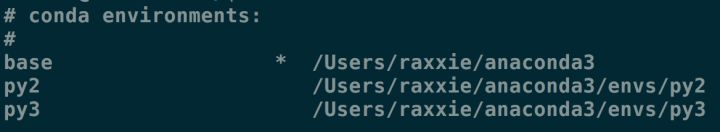 # conda environments:
#
base                  *  /Users/raxxie/anaconda3
py2                      /Users/raxxie/anaconda3/envs/py2
py3                      /Users/raxxie/anaconda3/envs/py3